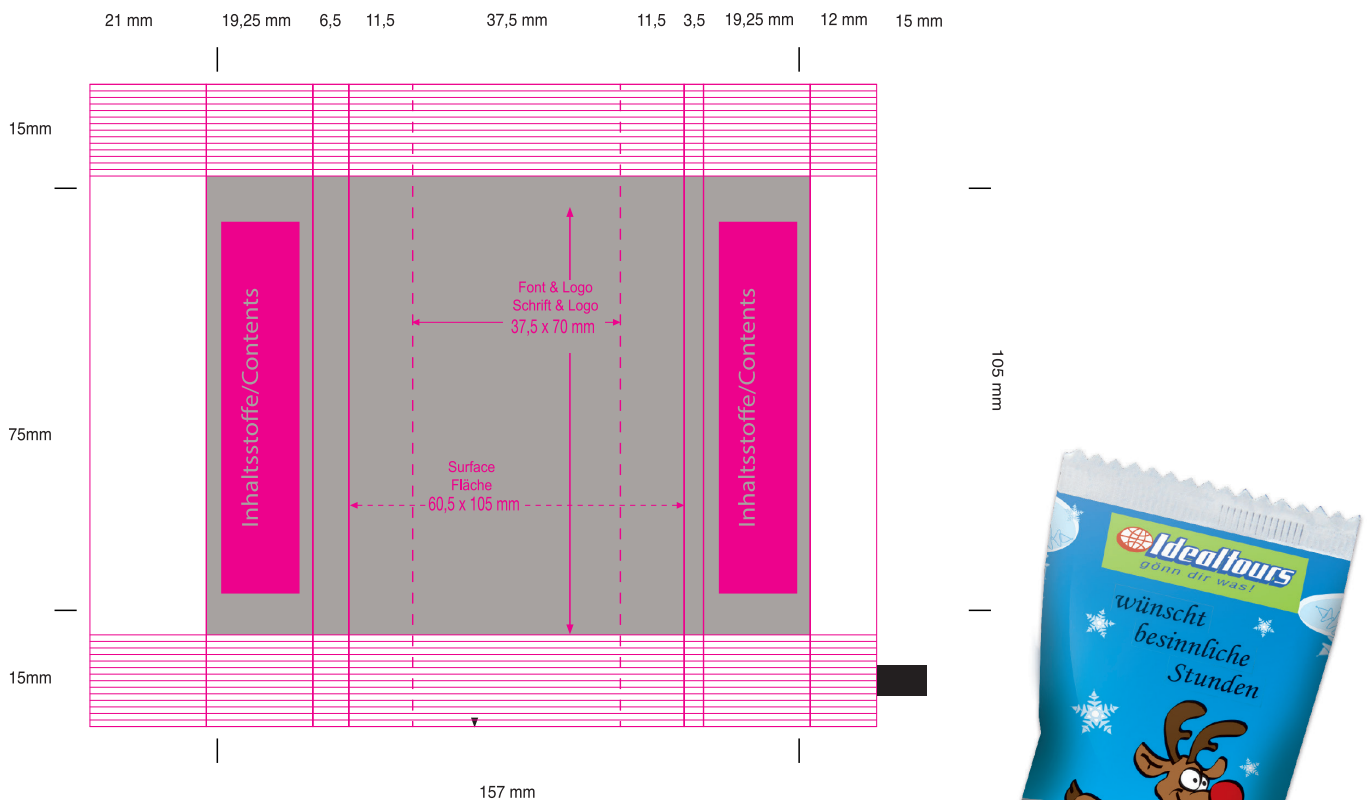 21 mm 19,25 mm 6,5 11,5 37,5 mm 11,5 3,5 19,25 mm 12 mm 15 mm
15mm
Font & Logo
Schrift & Logo
37,5 x 70 mm
Inhaltsstoffe/Contents
Inhaltsstoffe/Contents
105 mm
75mm
Surface
Fläche
60,5 x 105 mm
15mm
157 mm
Idealtours
gönn dir was!
wünscht
besinnliche
Stunden